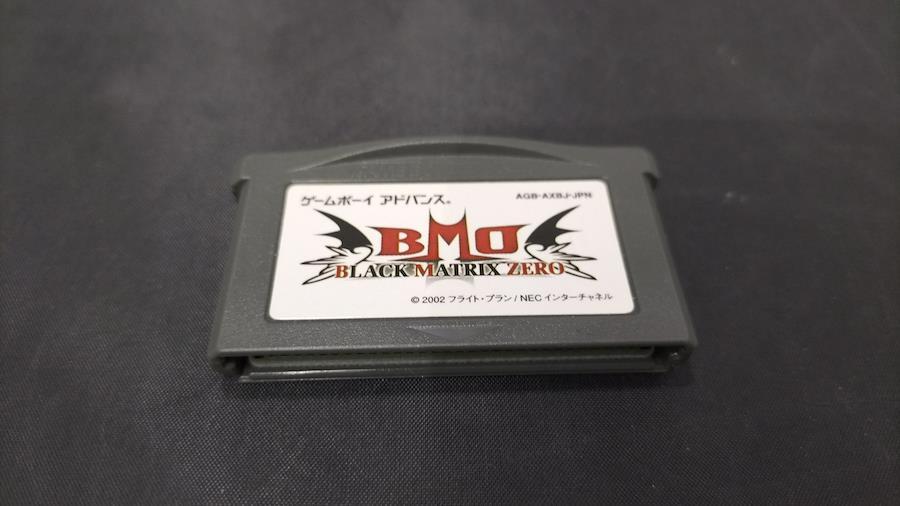 ゲームボーイ アドバンス® AGB-AXBJ-JPN
BM0
BLACK MATRIX ZERO
© 2002 フライト・プラン / NEC インターチャネル